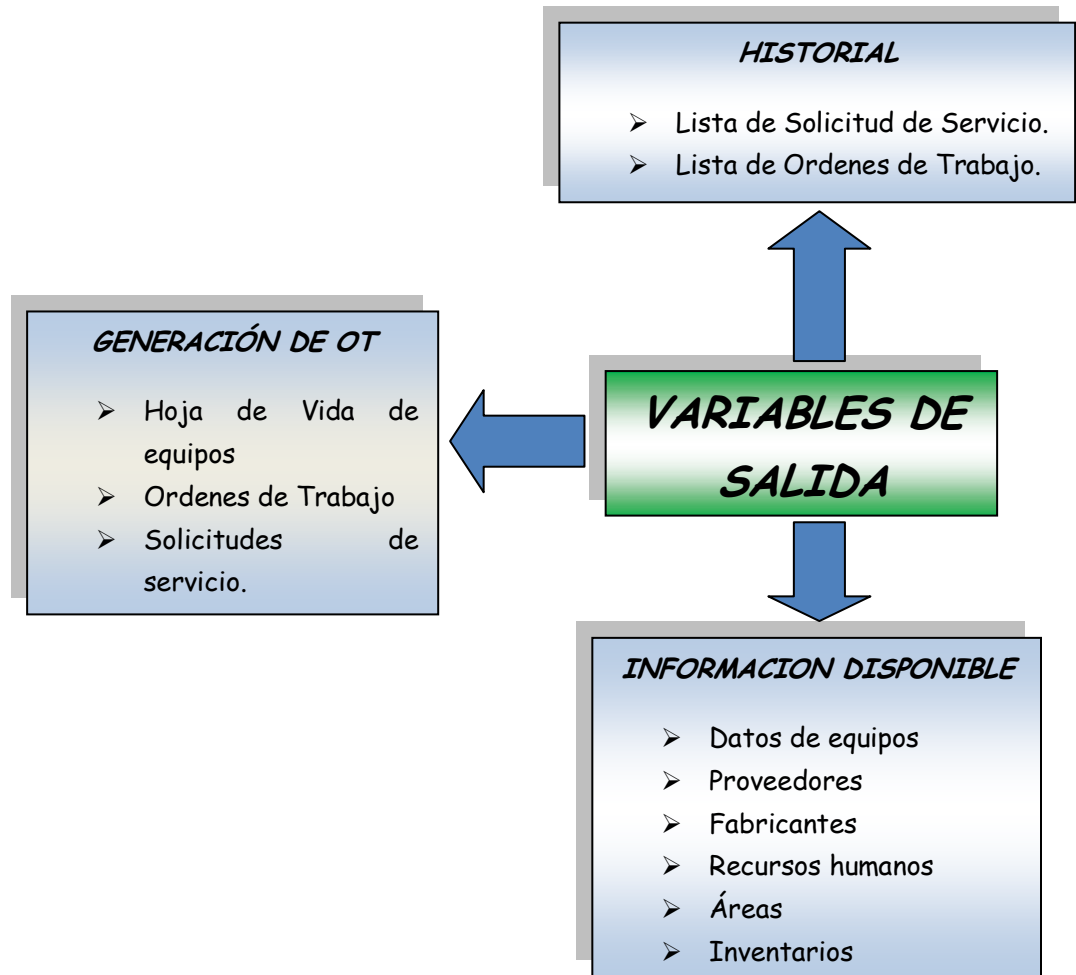 HISTORIAL
➢ Lista de Solicitud de Servicio.
➢ Lista de Ordenes de Trabajo.
GENERACIÓN DE OT
➢ Hoja de Vida de
equipos
➢ Ordenes de Trabajo
➢ Solicitudes de
servicio.
VARIABLES DE
SALIDA
INFORMACION DISPONIBLE
➢ Datos de equipos
➢ Proveedores
➢ Fabricantes
➢ Recursos humanos
➢ Áreas
➢ Inventarios